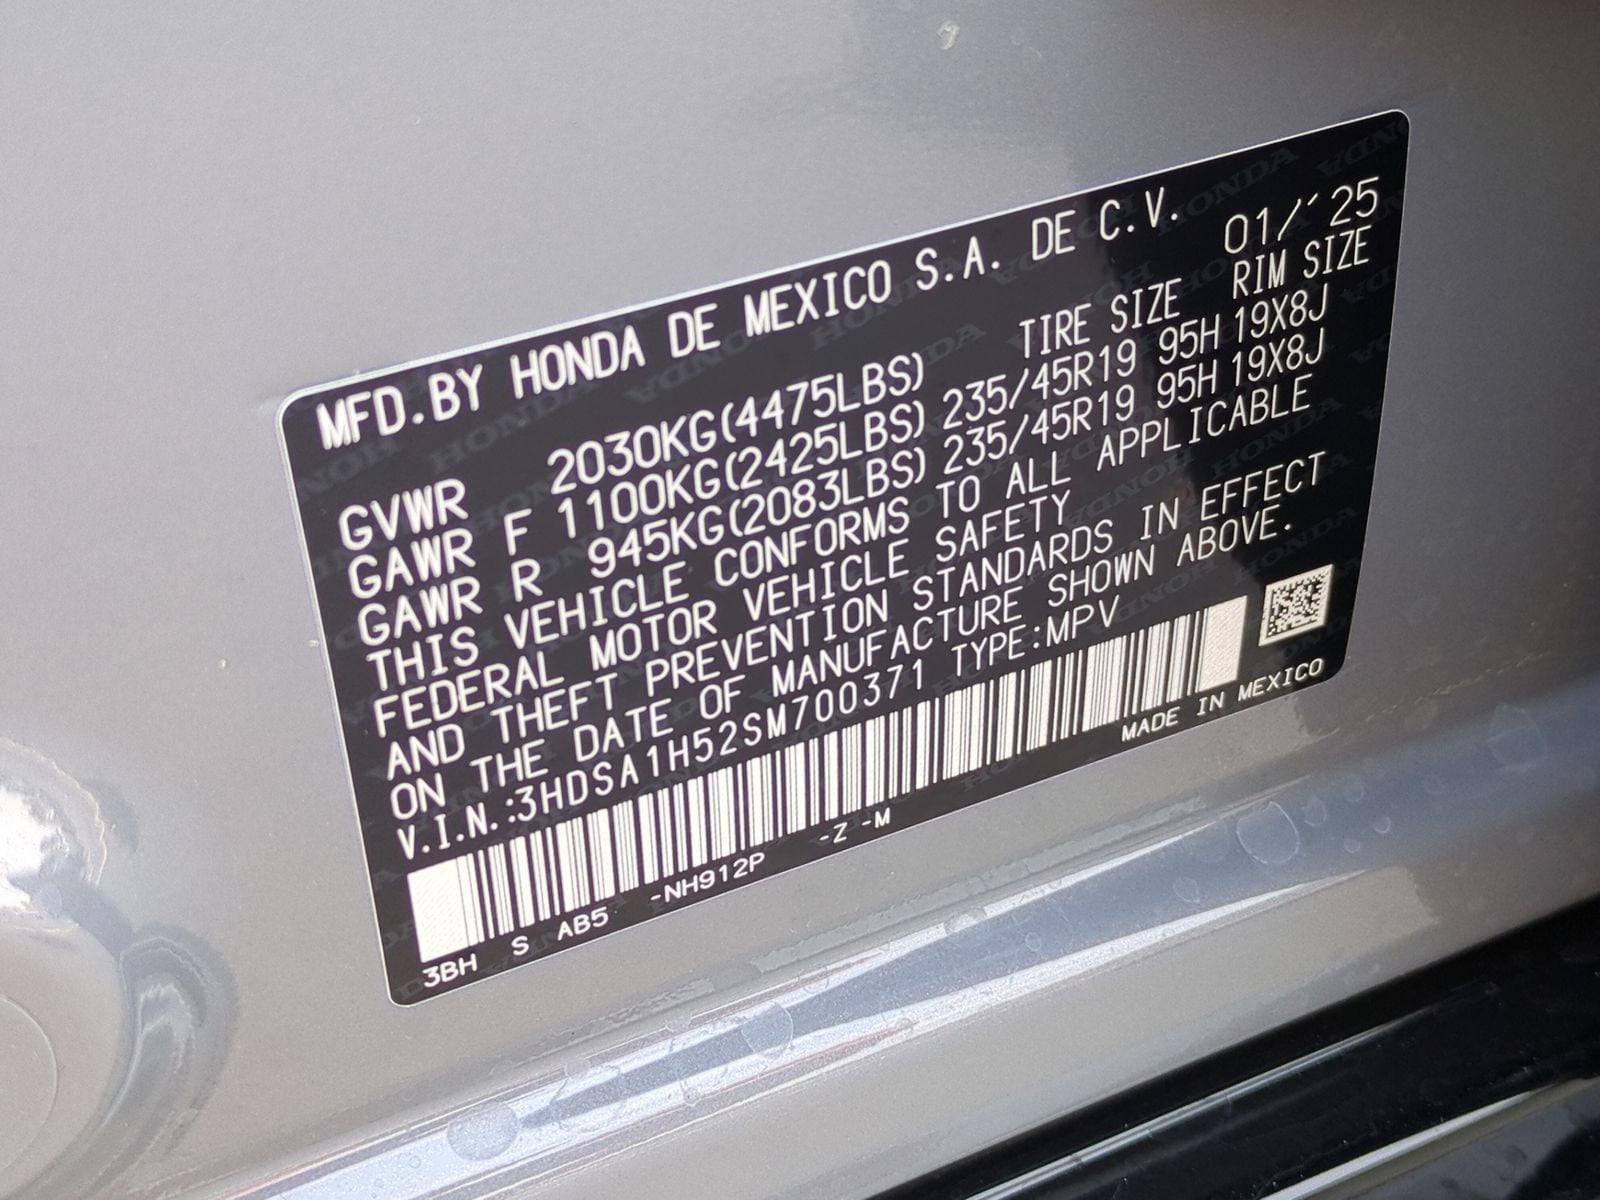 MFD.BY HONDA DE MEXICO S.A. DE C.V. 01/´25
TIRE SIZE RIM SIZE
GVWR 2030KG(4475LBS)
GAWR F 1100KG(2425LBS) 235/45R19 95H 19X8J
GAWR R 945KG(2083LBS) 235/45R19 95H 19X8J
THIS VEHICLE CONFORMS TO ALL APPLICABLE
FEDERAL MOTOR VEHICLE SAFETY
AND THEFT PREVENTION STANDARDS IN EFFECT
ON THE DATE OF MANUFACTURE SHOWN ABOVE.
V.I.N.:3HDSA1H52SM700371 TYPE:MPV
3BH S AB5 -NH912P -Z -M
MADE IN MEXICO